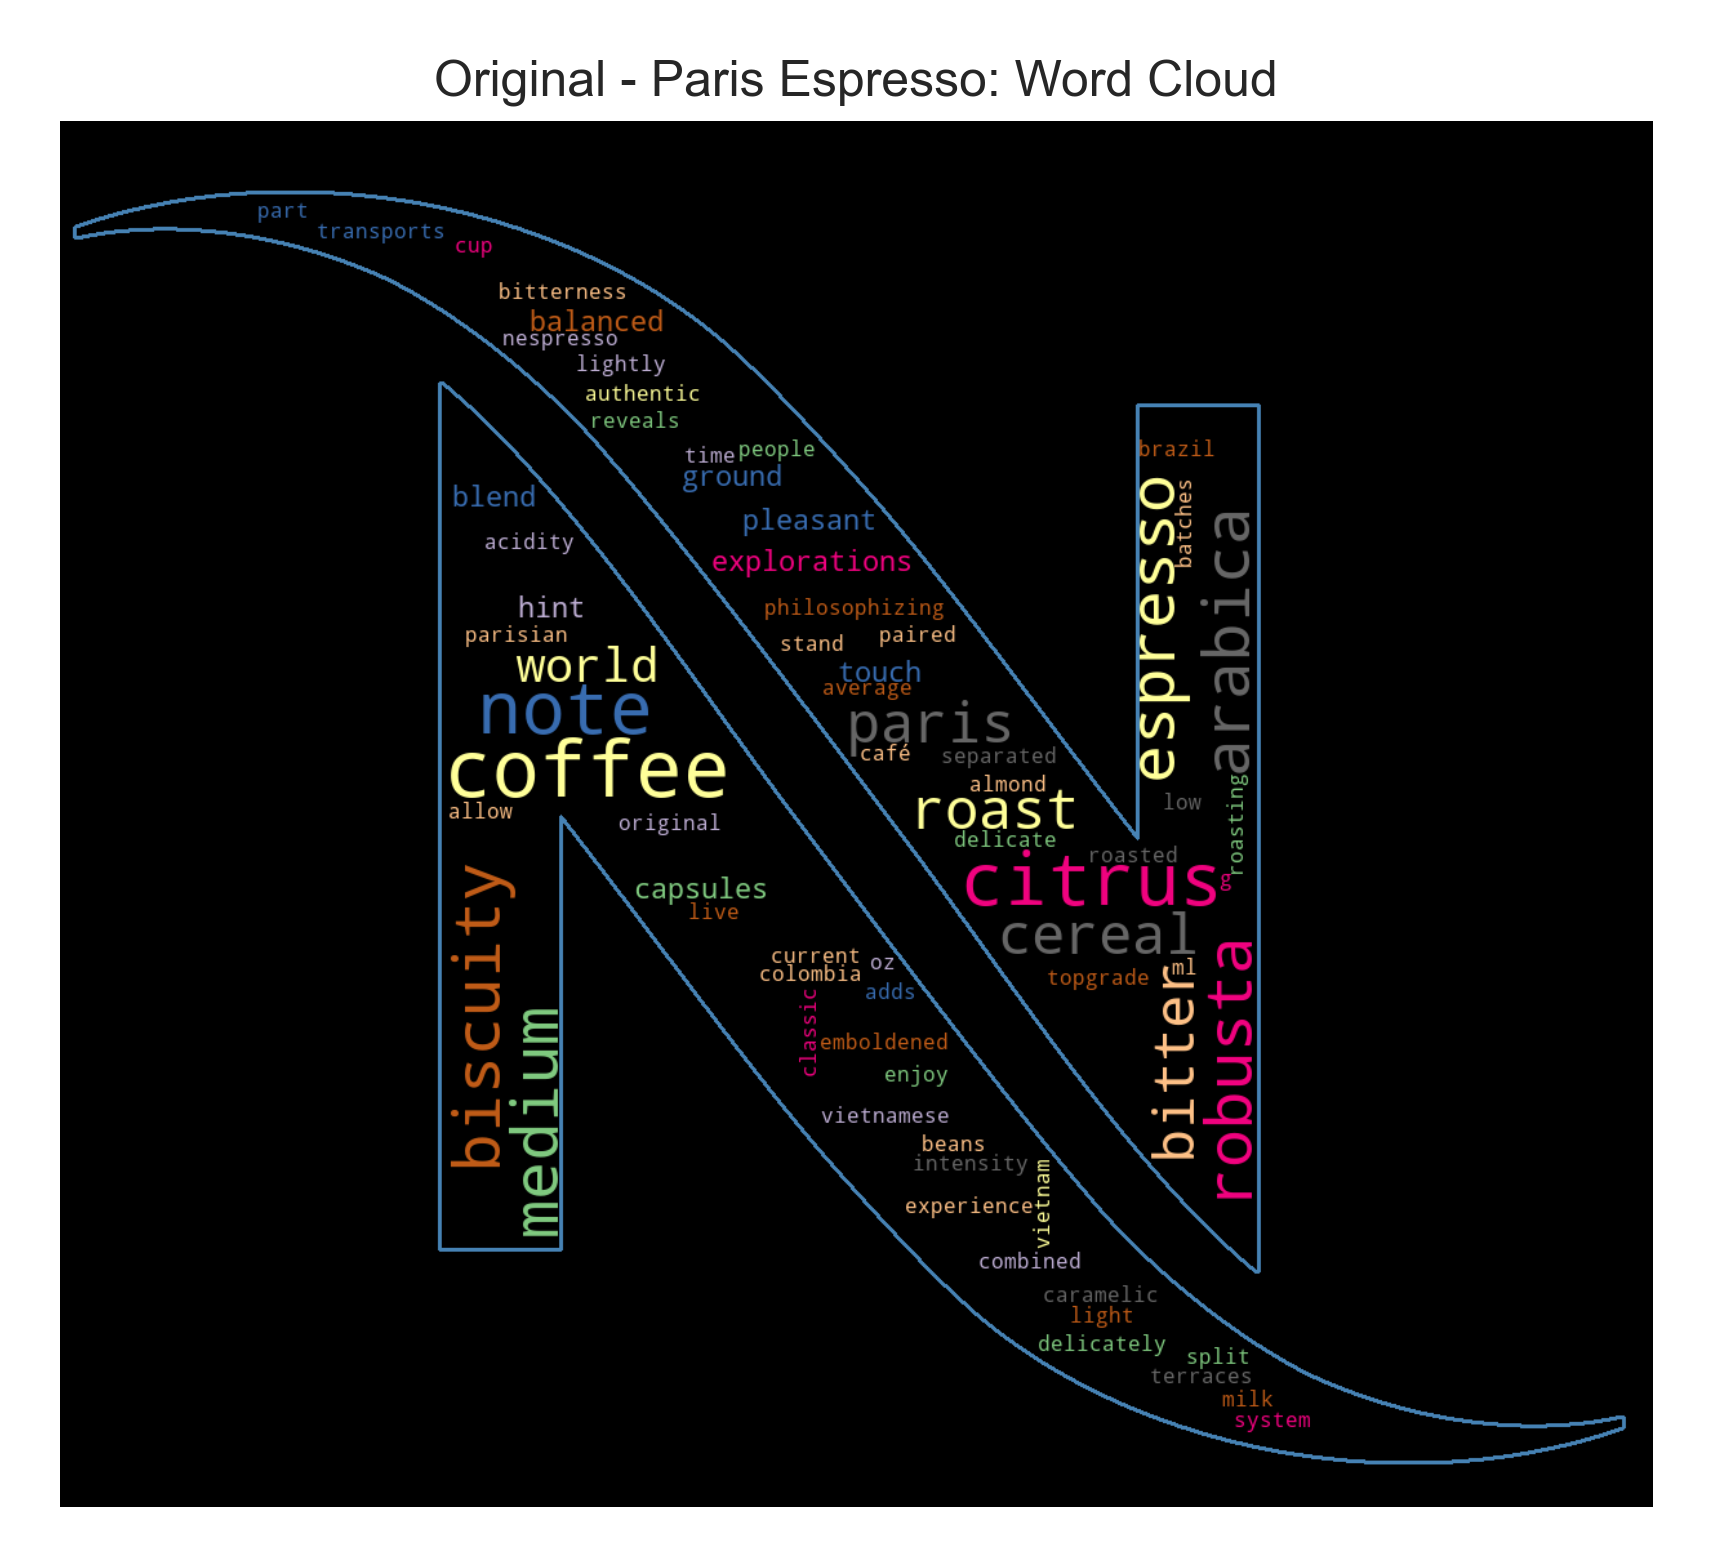 Original - Paris Espresso: Word Cloud
part
transports
cup
bitterness
balanced
nespresso
lightly
authentic
reveals
time
people
ground
pleasant
explorations
philosophizing
stand
paired
touch
average
paris
café
separated
almond
roast
delicate
roasted
citrus
g
cereal
topgrade
ml
bitter
robusta
brazil
espresso
batches
arabica
low
roasting
blend
acidity
hint
parisian
world
note
coffee
allow
original
biscuity
medium
capsules
live
current
oz
colombia
adds
classic
emboldened
enjoy
vietnamese
beans
intensity
vietnam
experience
combined
caramelic
light
delicately
split
terraces
milk
system